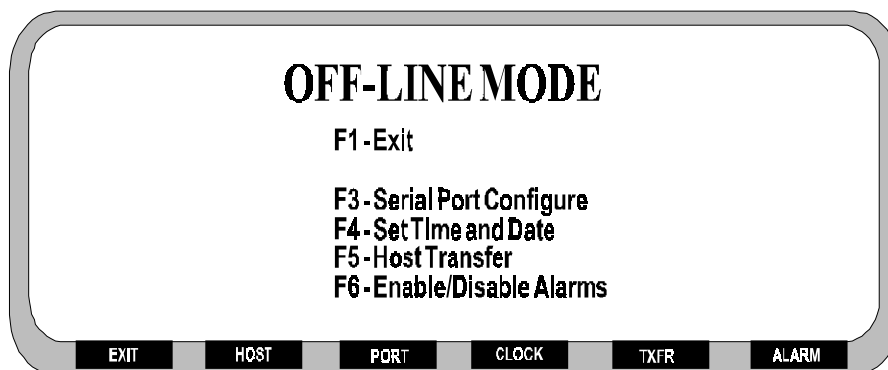 OFF-LINE MODE
F1 - Exit
F3 - Serial Port Configure
F4 - Set TIme and Date
F5 - Host Transfer
F6 - Enable/Disable Alarms
EXIT HOST PORT CLOCK TXFR ALARM